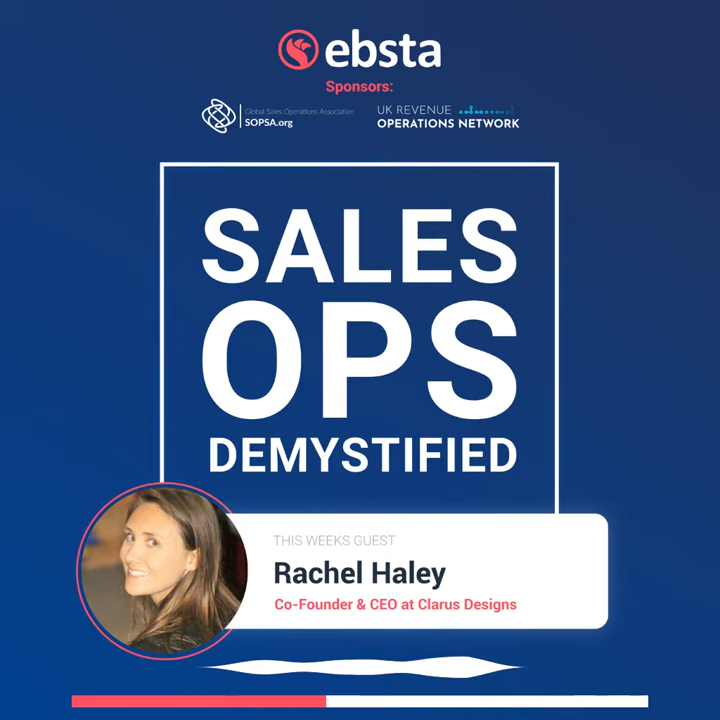 ebsta
Sponsors:
Global Sales Operations Association
SOPSA.org
UK REVENUE
OPERATIONS NETWORK
SALES
OPS
DEMYSTIFIED
THIS WEEKS GUEST
Rachel Haley
Co-Founder & CEO at Clarus Designs